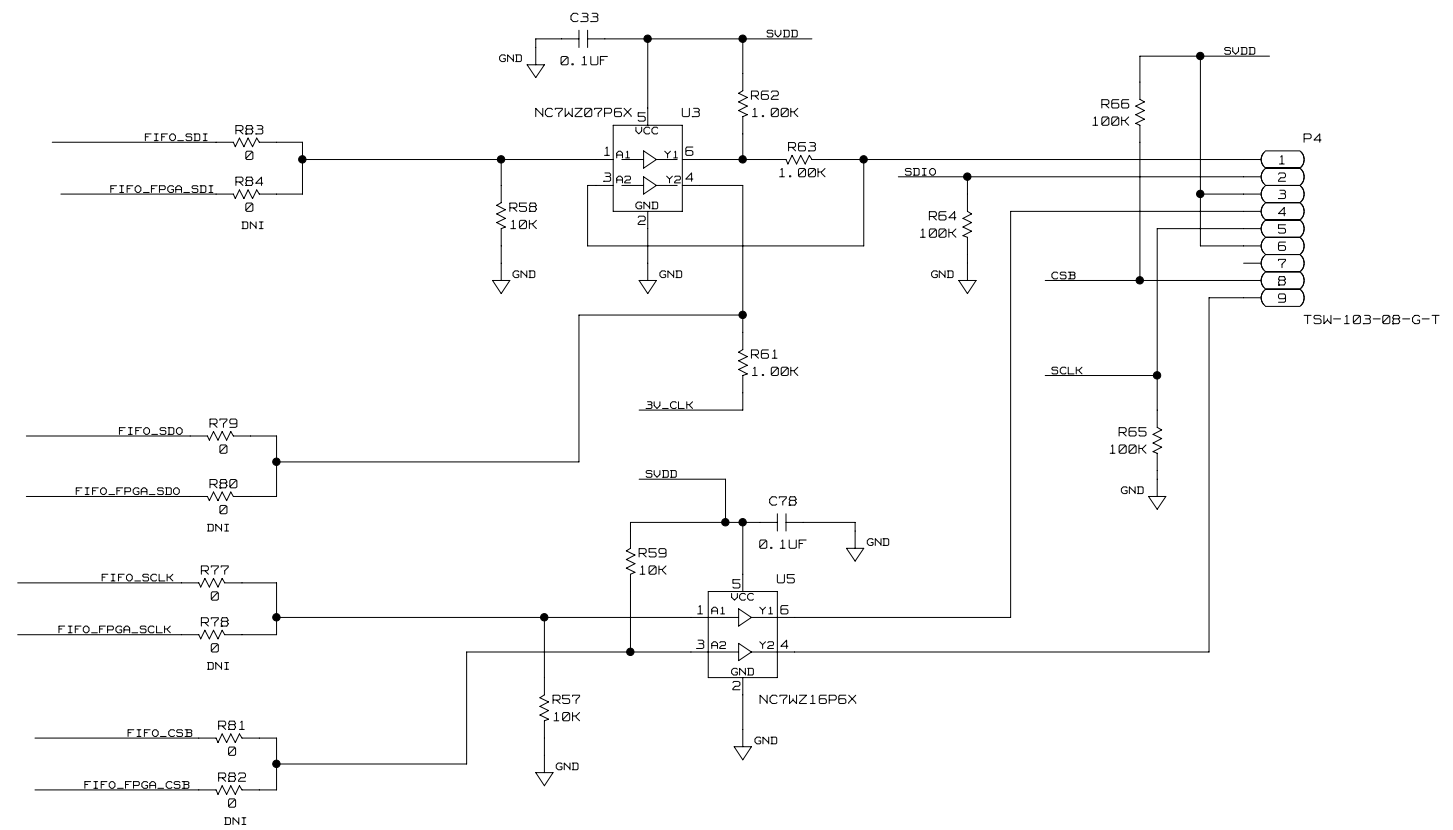 C33
SVDD
GND
0.1UF
SVDD
R62
1.00K
R66
100K
NC7WZ07P6X
U3
5
VCC
R83
FIFO_SDI
0
P4
R63
1 A1 Y1 6
1.00K
1
R84
FIFO_FPGA_SDI
0
DNI
3 A2 Y2 4
SDIO
2
3
GND
2
R58
10K
R64
100K
4
5
6
7
GND
GND
GND
CSB
8
9
TSW-103-08-G-T
R61
1.00K
SCLK
3V_CLK
R79
FIFO_SDO
0
R65
100K
R80
FIFO_FPGA_SDO
0
DNI
SVDD
GND
C78
0.1UF
GND
R59
10K
R77
FIFO_SCLK
0
U5
5
VCC
1 A1 Y1 6
R78
FIFO_FPGA_SCLK
0
DNI
3 A2 Y2 4
GND
2
NC7WZ16P6X
R57
10K
R81
FIFO_CSB
0
GND
GND
R82
FIFO_FPGA_CSB
0
DNI